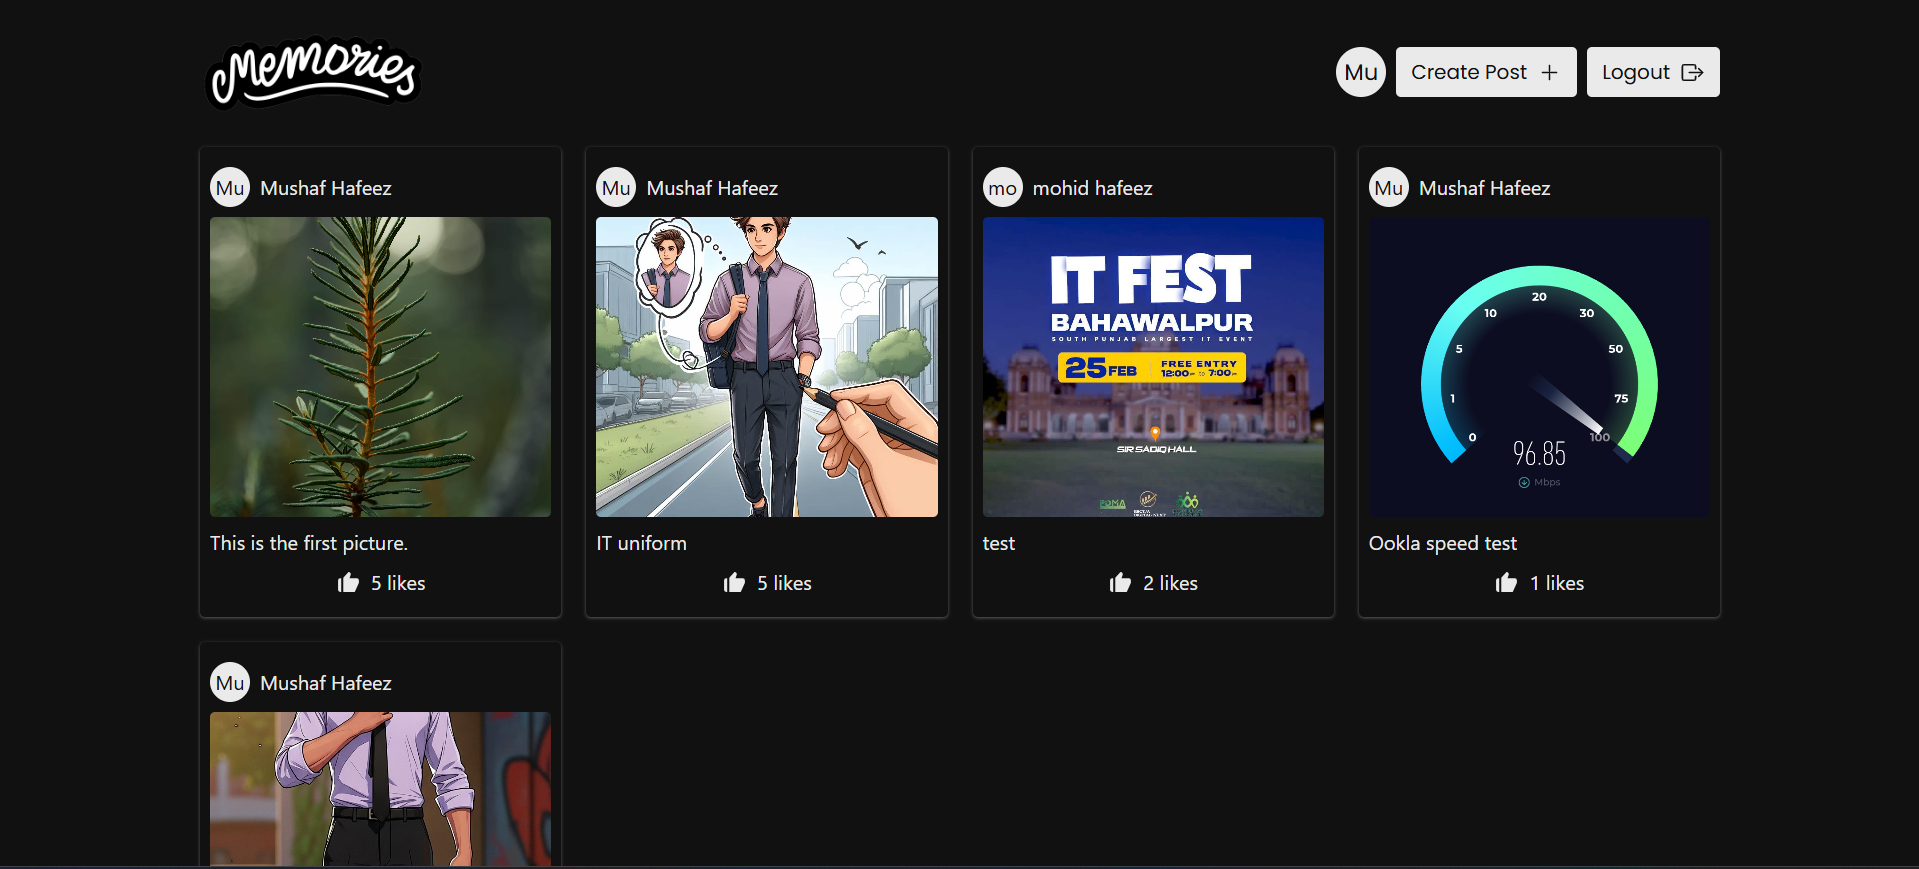 Memories
Mu
Create Post
Logout
Mu
Mushaf Hafeez
This is the first picture.
5 likes
Mu
Mushaf Hafeez
IT uniform
5 likes
mo
mohid hafeez
IT FEST
BAHAWALPUR
SOUTH PUNJAB LARGEST IT EVENT
25 FEB
FREE ENTRY
12:00PM TO 7:00PM
SIR SADIQ HALL
test
2 likes
Mu
Mushaf Hafeez
0
1
5
10
20
30
50
75
100
96.85
Mbps
Ookla speed test
1 likes
Mu
Mushaf Hafeez